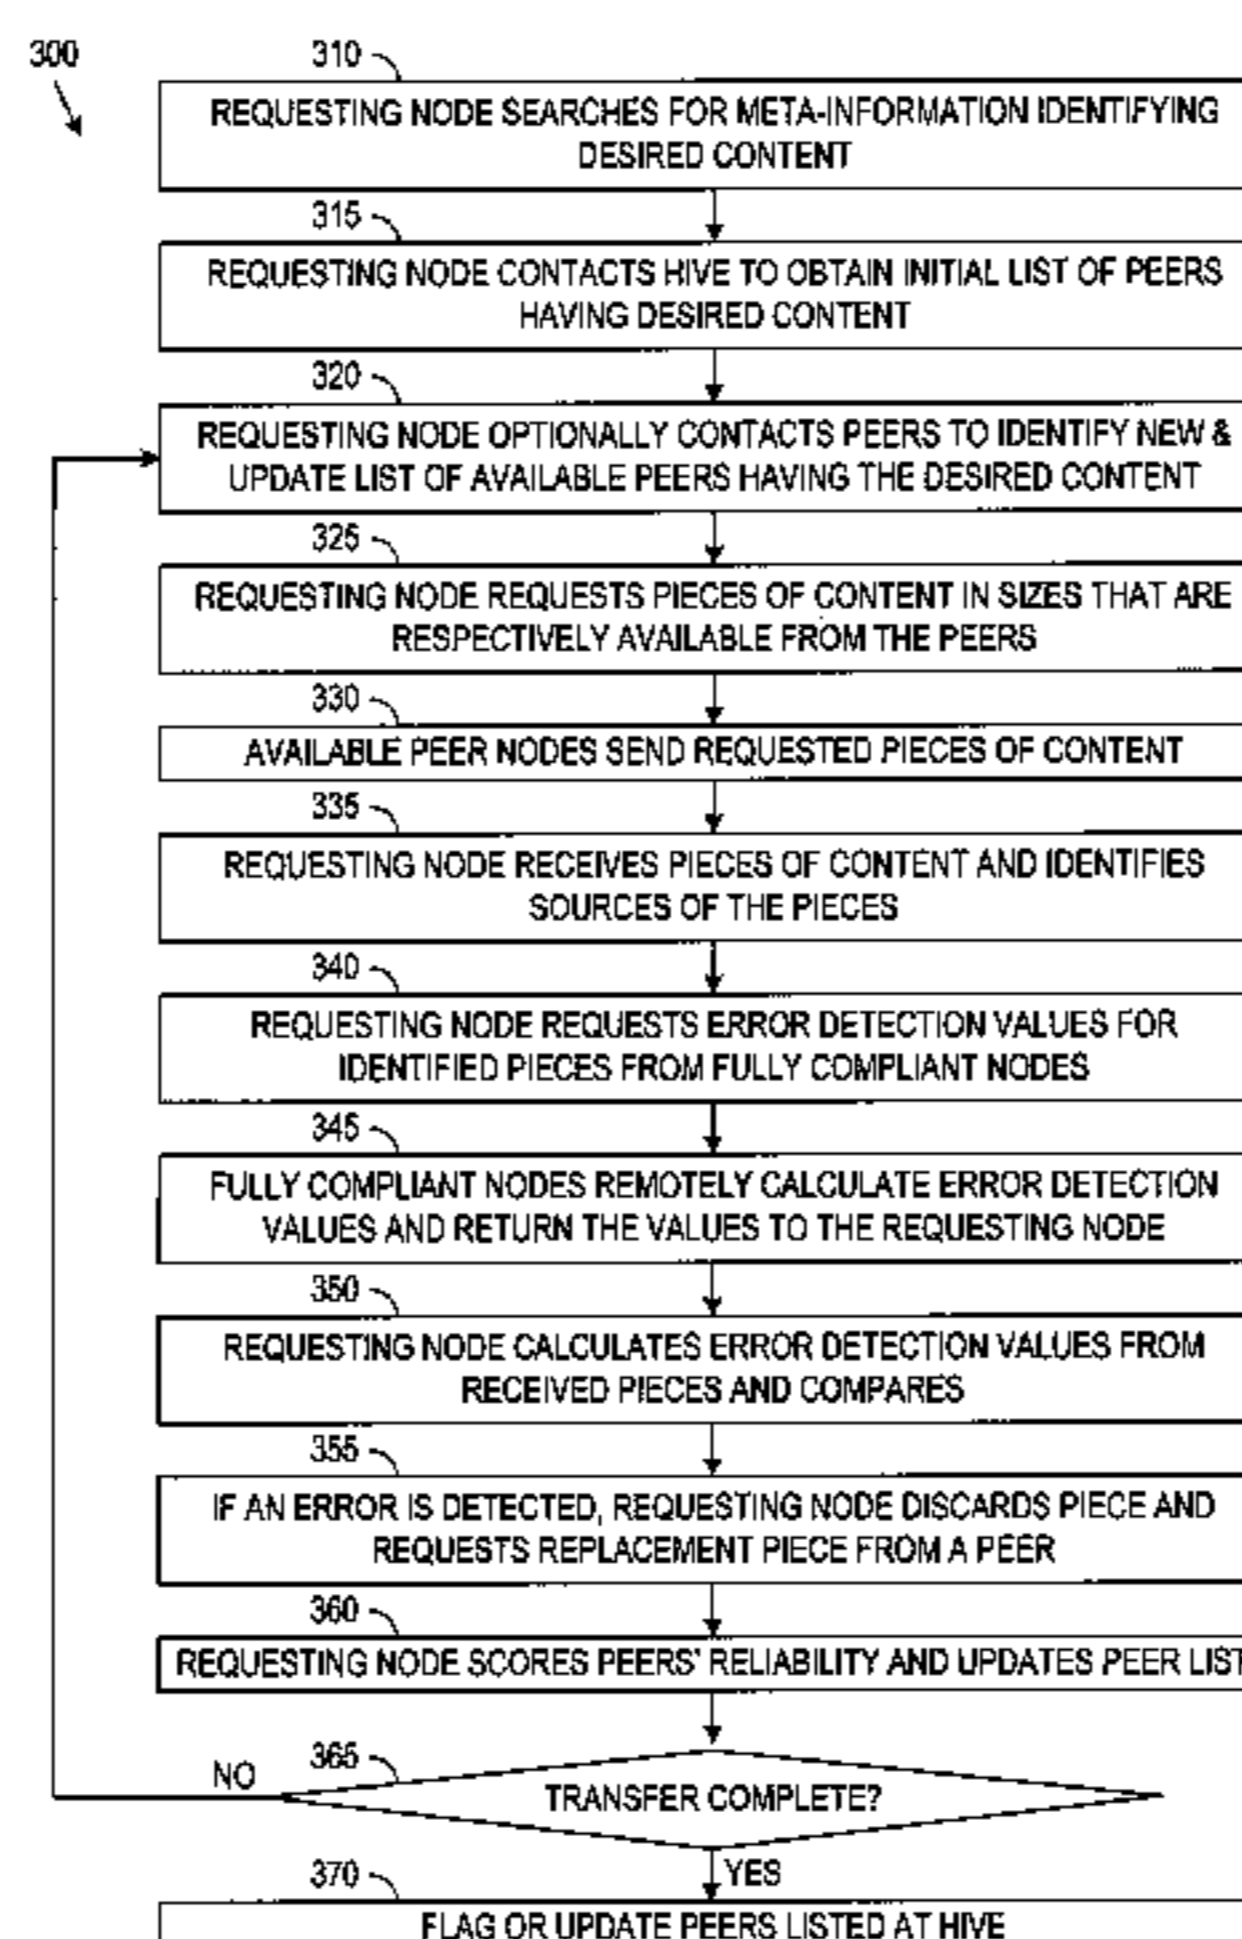 300
310
REQUESTING NODE SEARCHES FOR META-INFORMATION IDENTIFYING
DESIRED CONTENT
315
REQUESTING NODE CONTACTS HIVE TO OBTAIN INITIAL LIST OF PEERS
HAVING DESIRED CONTENT
320
REQUESTING NODE OPTIONALLY CONTACTS PEERS TO IDENTIFY NEW &
UPDATE LIST OF AVAILABLE PEERS HAVING THE DESIRED CONTENT
325
REQUESTING NODE REQUESTS PIECES OF CONTENT IN SIZES THAT ARE
RESPECTIVELY AVAILABLE FROM THE PEERS
330
AVAILABLE PEER NODES SEND REQUESTED PIECES OF CONTENT
335
REQUESTING NODE RECEIVES PIECES OF CONTENT AND IDENTIFIES
SOURCES OF THE PIECES
340
REQUESTING NODE REQUESTS ERROR DETECTION VALUES FOR
IDENTIFIED PIECES FROM FULLY COMPLIANT NODES
345
FULLY COMPLIANT NODES REMOTELY CALCULATE ERROR DETECTION
VALUES AND RETURN THE VALUES TO THE REQUESTING NODE
350
REQUESTING NODE CALCULATES ERROR DETECTION VALUES FROM
RECEIVED PIECES AND COMPARES
355
IF AN ERROR IS DETECTED, REQUESTING NODE DISCARDS PIECE AND
REQUESTS REPLACEMENT PIECE FROM A PEER
360
REQUESTING NODE SCORES PEERS' RELIABILITY AND UPDATES PEER LIST
NO
365
TRANSFER COMPLETE?
YES
370
FLAG OR UPDATE PEERS LISTED AT HIVE